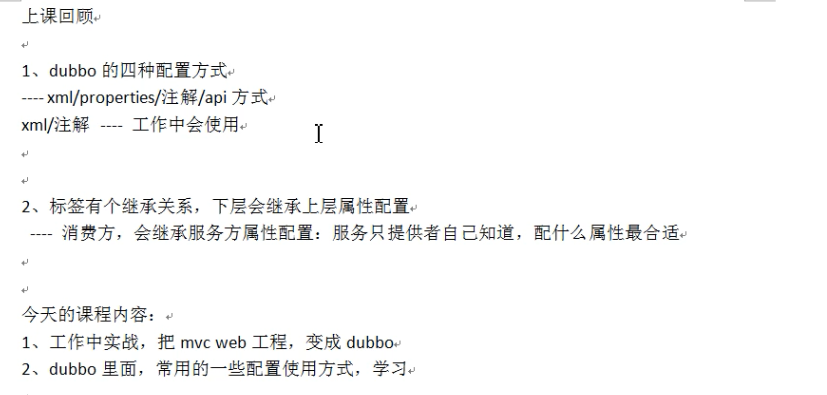 上课回顾
1、dubbo 的四种配置方式
---- xml/properties/注解/api 方式
xml/注解 ---- 工作中会使用
2、标签有个继承关系，下层会继承上层属性配置
---- 消费方，会继承服务方属性配置：服务只提供者自己知道，配什么属性最合适
今天的课程内容：
1、工作中实战，把 mvc web 工程，变成 dubbo
2、dubbo 里面，常用的一些配置使用方式，学习